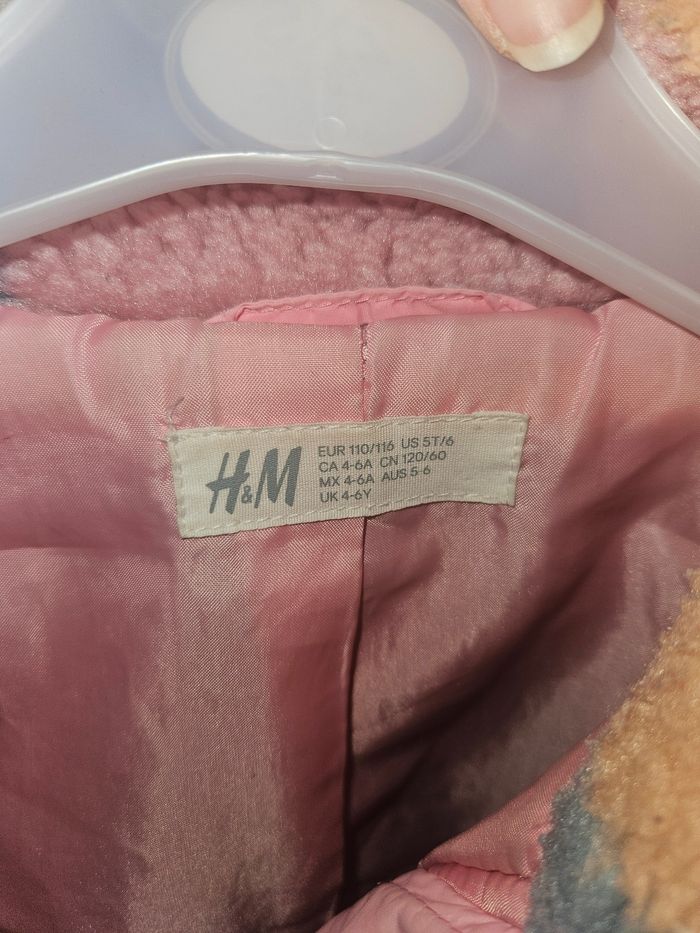 H&M
EUR 110/116 US 5T/6
CA 4-6A CN 120/60
MX 4-6A AUS 5-6
UK 4-6Y